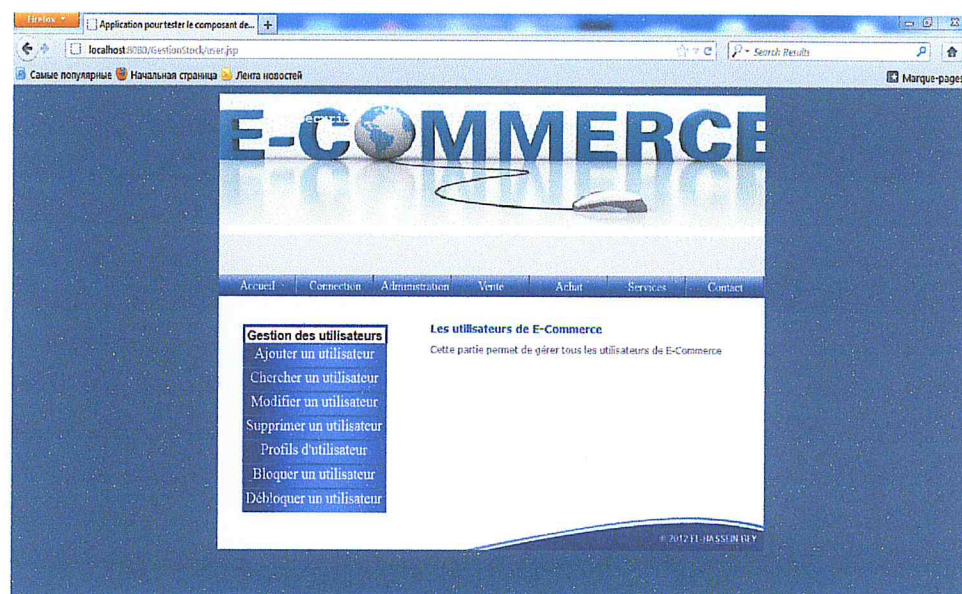 Firefox
Application pour tester le composant de...
localhost:8080/GestionStock/user.jsp
Search Results
Самые популярные Начальная страница Лента новостей
Marque-pages
E-COMMERCE
Accueil Connection Administration Vente Achat Services Contact
Gestion des utilisateurs
Ajouter un utilisateur
Chercher un utilisateur
Modifier un utilisateur
Supprimer un utilisateur
Profils d'utilisateur
Bloquer un utilisateur
Débloquer un utilisateur
Les utilisateurs de E-Commerce
Cette partie permet de gérer tous les utilisateurs de E-Commerce
© 2012 EL-HASSEIN BEY